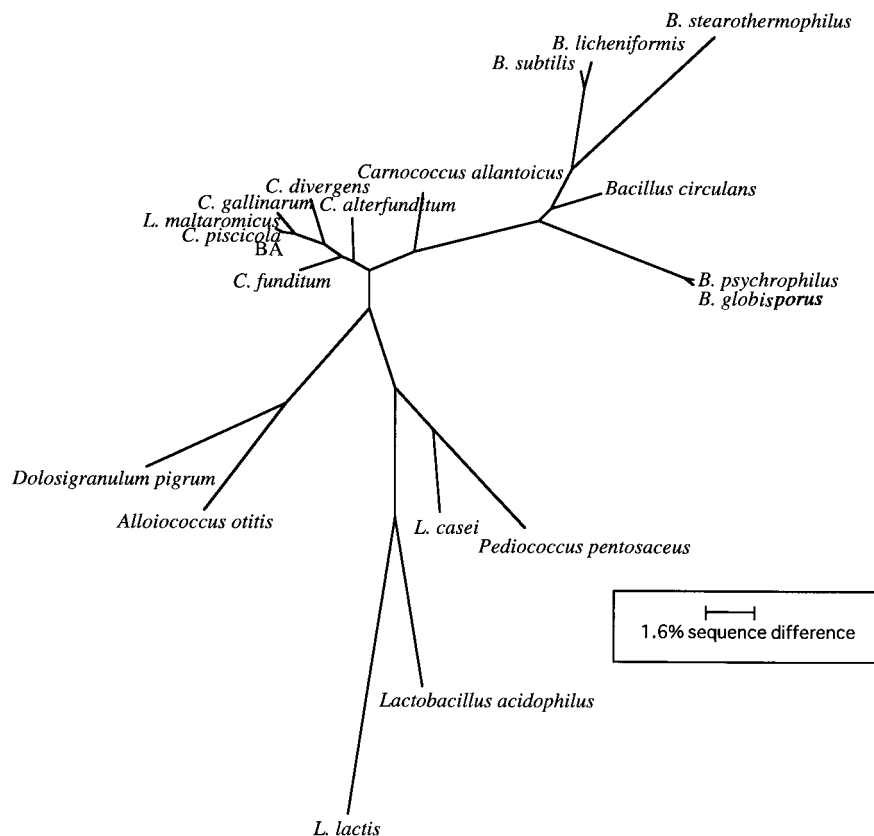 B. stearothermophilus
B. licheniformis
B. subtilis
Carnococcus allantoicus
C. divergens
Bacillus circulans
C. gallinarum
C. alterfunditum
L. maltaromicus
C. piscicola
BA
C. funditum
B. psychrophilus
B. globisporus
Dolosigranulum pigrum
Alloiococcus otitis
L. casei
Pediococcus pentosaceus
1.6% sequence difference
Lactobacillus acidophilus
L. lactis